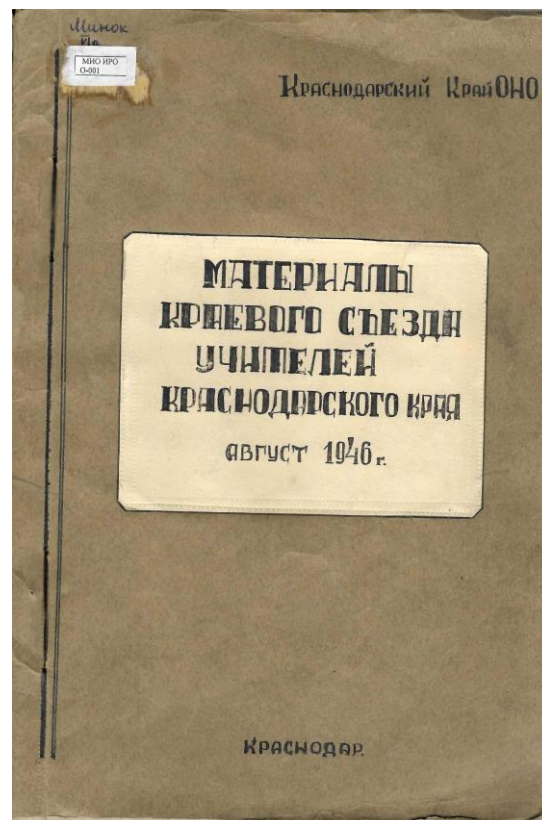 Минок
МИО ИРО
О-001
Краснодарский КрайОНО
МАТЕРИАЛЫ
КРАЕВОГО СЪЕЗДА
УЧИТЕЛЕЙ
КРАСНОДАРСКОГО КРАЯ
АВГУСТ 1946 г.
КРАСНОДАР.